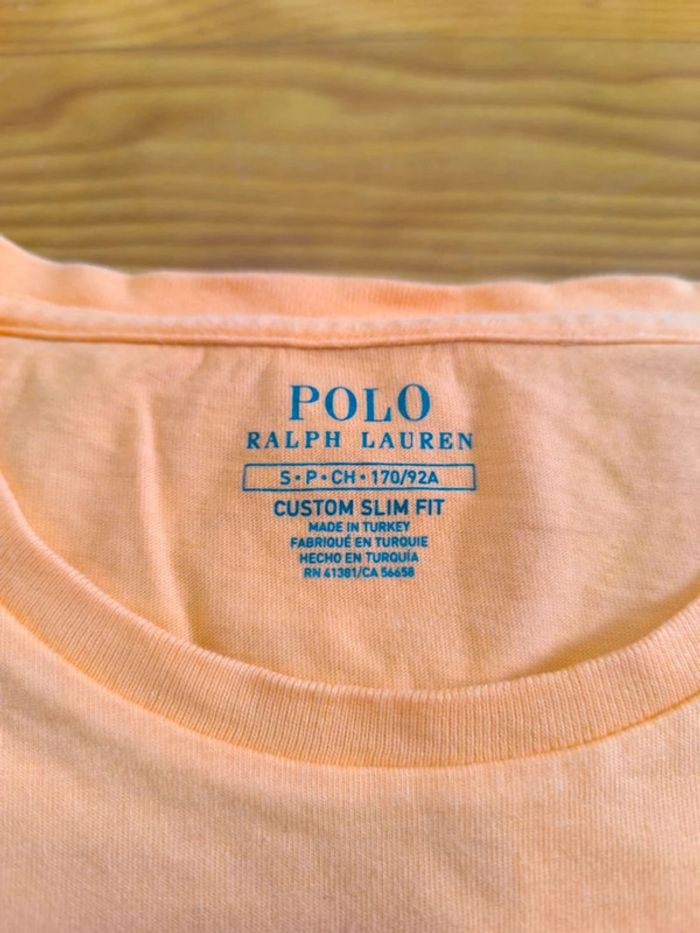 POLO
RALPH LAUREN
S • P • CH • 170/92A
CUSTOM SLIM FIT
MADE IN TURKEY
FABRIQUÉ EN TURQUIE
HECHO EN TURQUÍA
RN 41381/CA 56658